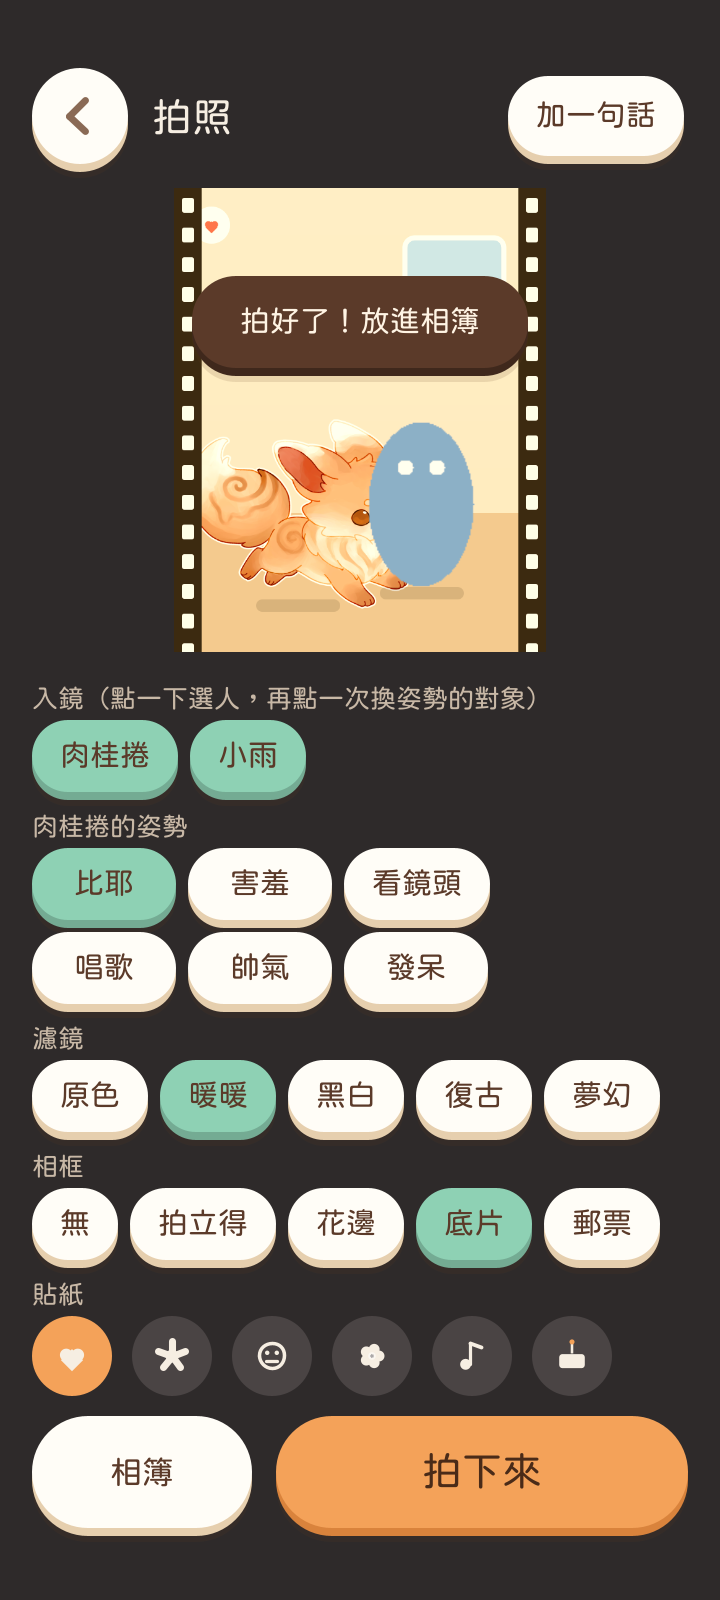 拍照
加一句話
拍好了！放進相簿
入鏡（點一下選人，再點一次換姿勢的對象）
肉桂捲 小雨
肉桂捲的姿勢
比耶 害羞 看鏡頭
唱歌 帥氣 發呆
濾鏡
原色 暖暖 黑白 復古 夢幻
相框
無 拍立得 花邊 底片 郵票
貼紙
相簿 拍下來